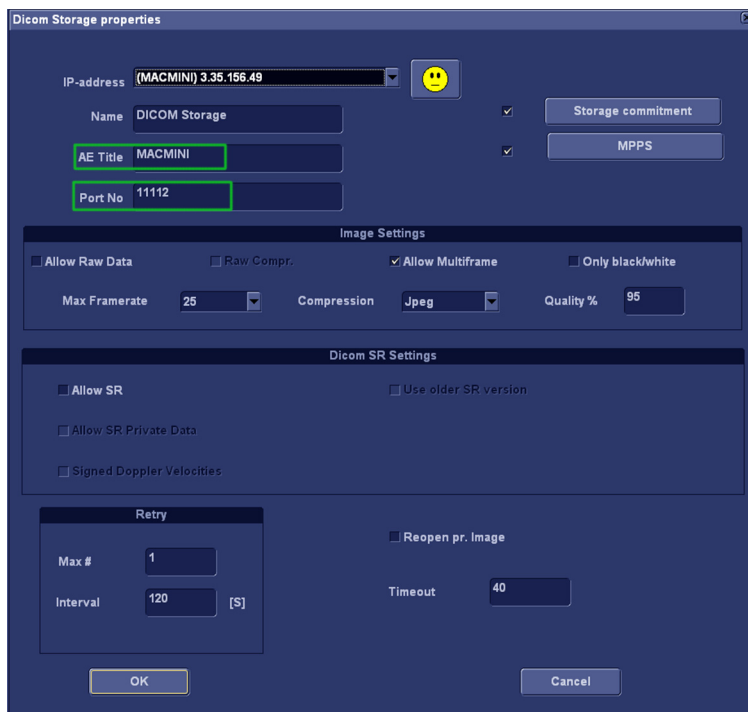 Dicom Storage properties
IP-address (MACMINI) 3.35.156.49
Name DICOM Storage
Storage commitment
AE Title MACMINI
MPPS
Port No 11112
Image Settings
Allow Raw Data Raw Compr. Allow Multiframe Only black/white
Max Framerate 25 Compression Jpeg Quality % 95
Dicom SR Settings
Allow SR Use older SR version
Allow SR Private Data
Signed Doppler Velocities
Retry
Reopen pr. Image
Max # 1
Timeout 40
Interval 120 [S]
OK Cancel